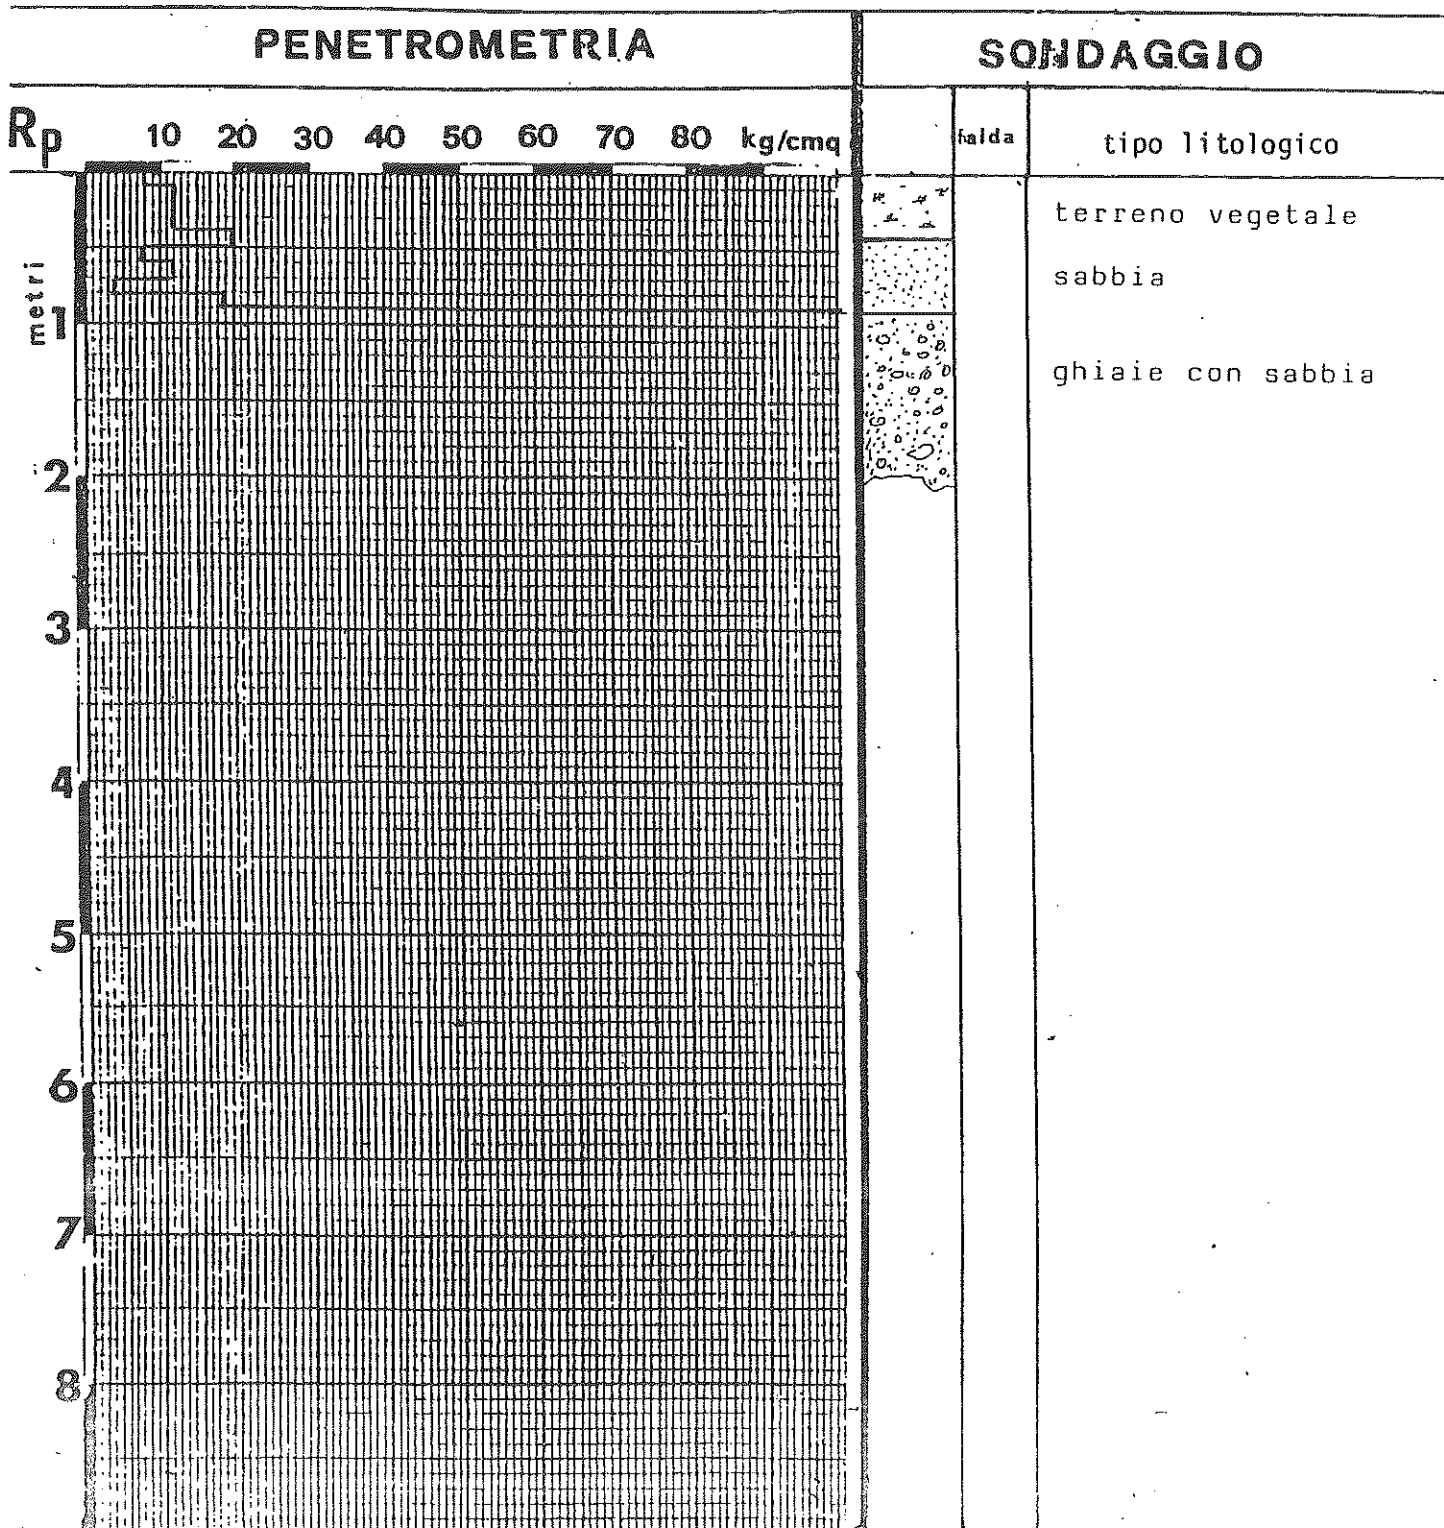 PENETROMETRIA
SONDAGGIO
Rp 10 20 30 40 50 60 70 80 kg/cmq
falda
tipo litologico
terreno vegetale
sabbia
ghiaie con sabbia
metri
1
2
3
4
5
6
7
8